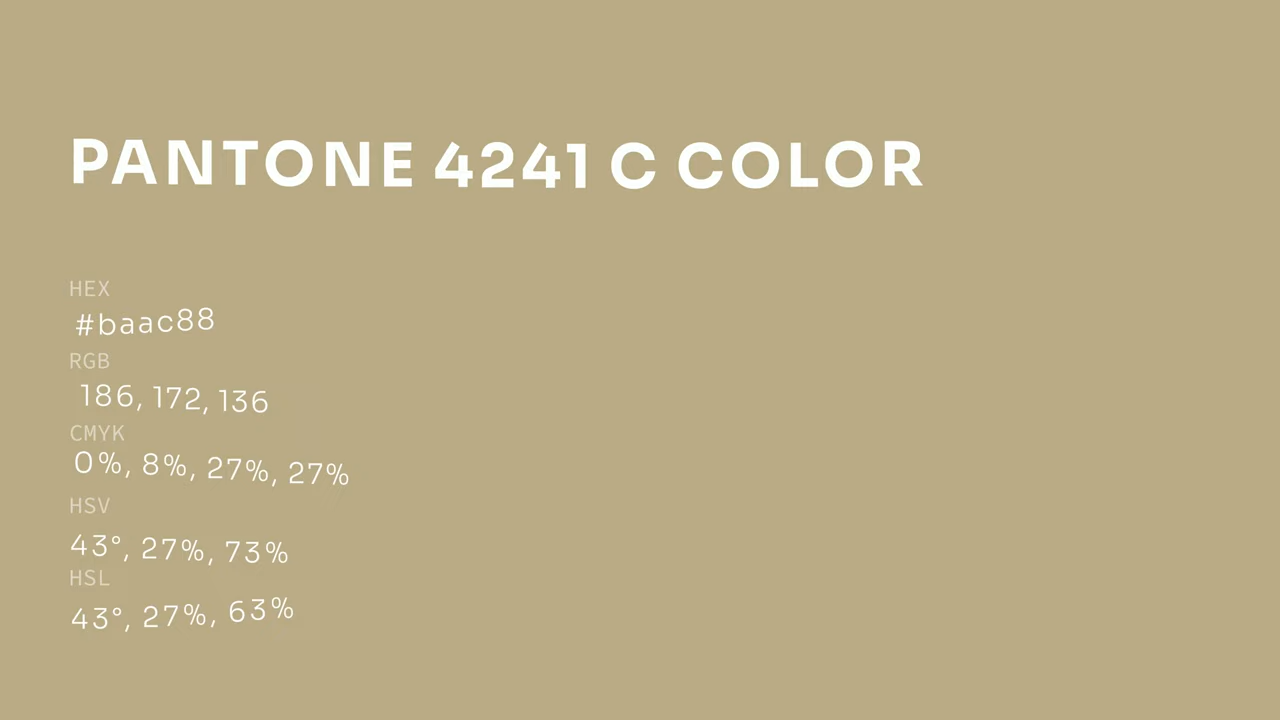 PANTONE 4241 C COLOR
HEX
#baac88
RGB
186, 172, 136
CMYK
0%, 8%, 27%, 27%
HSV
43°, 27%, 73%
HSL
43°, 27%, 63%